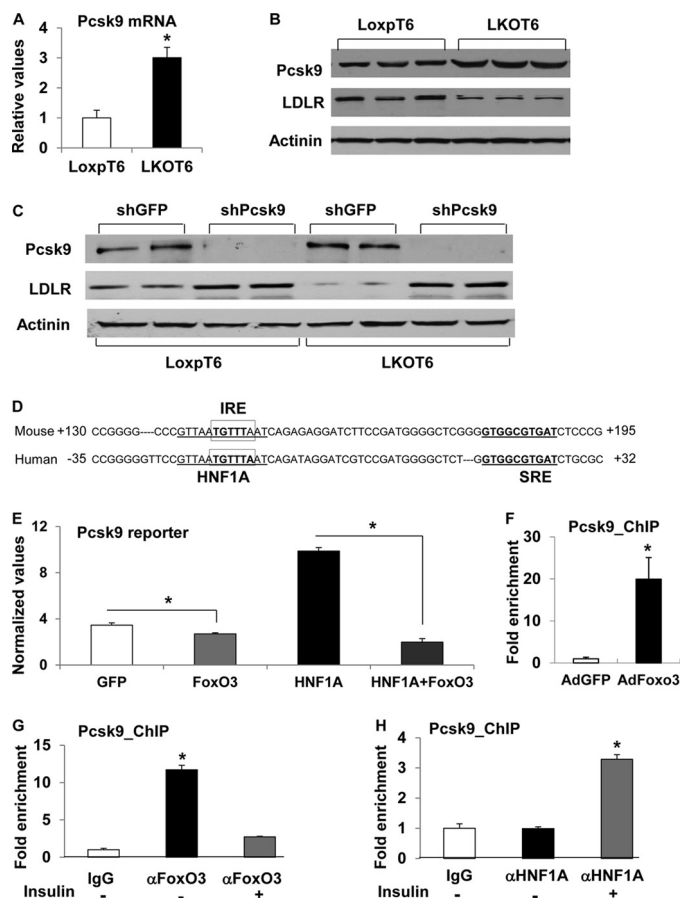 A
Pcsk9 mRNA
Relative values
4
3
2
1
0
*
LoxpT6 LKOT6
B
LoxpT6 LKOT6
Pcsk9
LDLR
Actinin
C
shGFP shPcsk9 shGFP shPcsk9
Pcsk9
LDLR
Actinin
LoxpT6 LKOT6
D
IRE
Mouse +130 CCGGGG----CCCGTTAATGTTTAATCAGAGAGGATCTTCCGATGGGGCTCGGGGTGGCGTGATCTCCCG +195
Human -35 CCGGGGGTTCCGTTAATGTTTAATCAGATAGGATCGTCCGATGGGGCTCT---GGTGGCGTGATCTGCGC +32
HNF1A SRE
E
Pcsk9 reporter
Normalized values
12
8
4
0
*
*
GFP FoxO3 HNF1A HNF1A+FoxO3
F
Pcsk9_ChIP
Fold enrichment
30
20
10
0
*
AdGFP AdFoxo3
G
Pcsk9_ChIP
Fold enrichment
15
10
5
0
*
IgG αFoxO3 αFoxO3
Insulin - - +
H
Pcsk9_ChIP
Fold enrichment
4
3
2
1
0
*
IgG αHNF1A αHNF1A
Insulin - - +